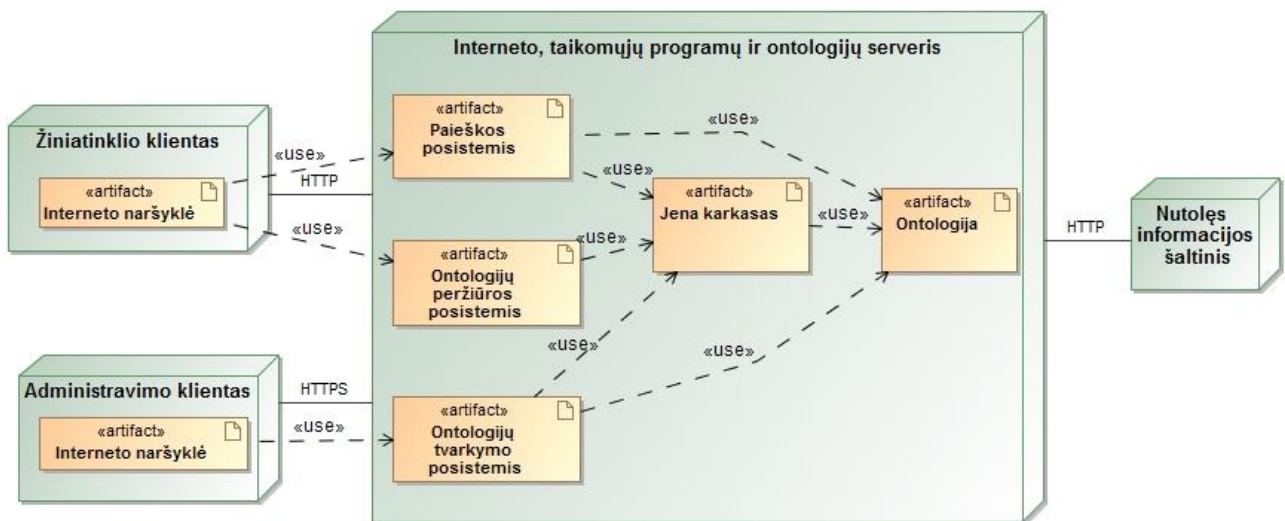 Interneto, taikomųjų programų ir ontologijų serveris
Žiniatinklio klientas
«artifact»
Interneto naršyklė
«use»
HTTP
«use»
«artifact»
Paieškos
posistemis
«use»
«use»
«artifact»
Jena karkasas
«use»
«artifact»
Ontologija
HTTP
Nutolęs
informacijos
šaltinis
«artifact»
Ontologijų
peržiūros
posistemis
«use»
«use»
«use»
Administravimo klientas
«artifact»
Interneto naršyklė
HTTPS
«use»
«artifact»
Ontologijų
tvarkymo
posistemis